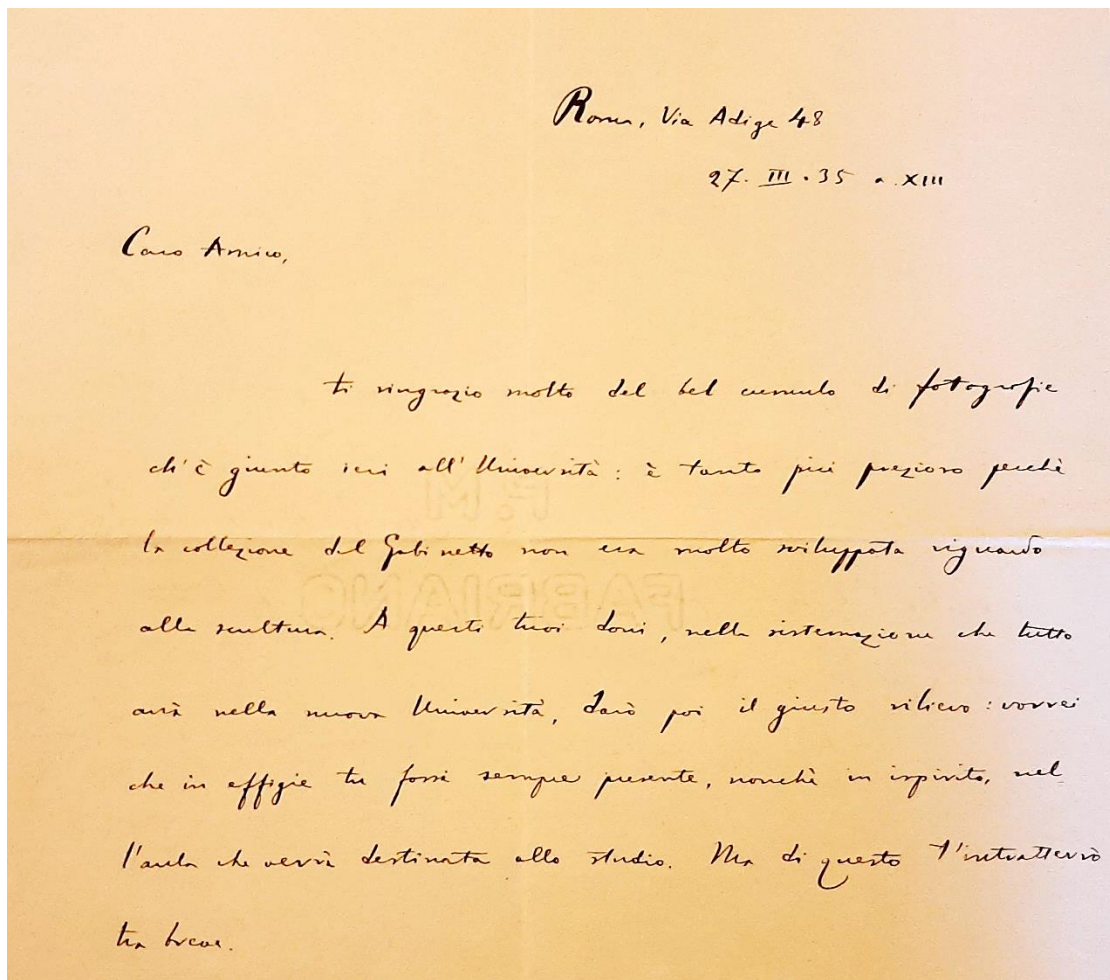 Roma, Via Adige 48
27. III. 35 a. XIII
Caro Amico,
ti ringrazio molto del bel cumulo di fotografie
ch'è giunto ieri all'Università: è tanto più prezioso perchè
la collezione del Gabinetto non era molto sviluppata riguardo
alla scultura. A questi tuoi doni, nella sistemazione che tutto
avrà nella nuova Università, darò poi il giusto rilievo: vorrei
che in effigie tu fossi sempre presente, nonchè in ispirito, nel
l'aula che verrà destinata allo studio. Ma di questo t'intratterrò
tra breve.
F.M
FABRIANO